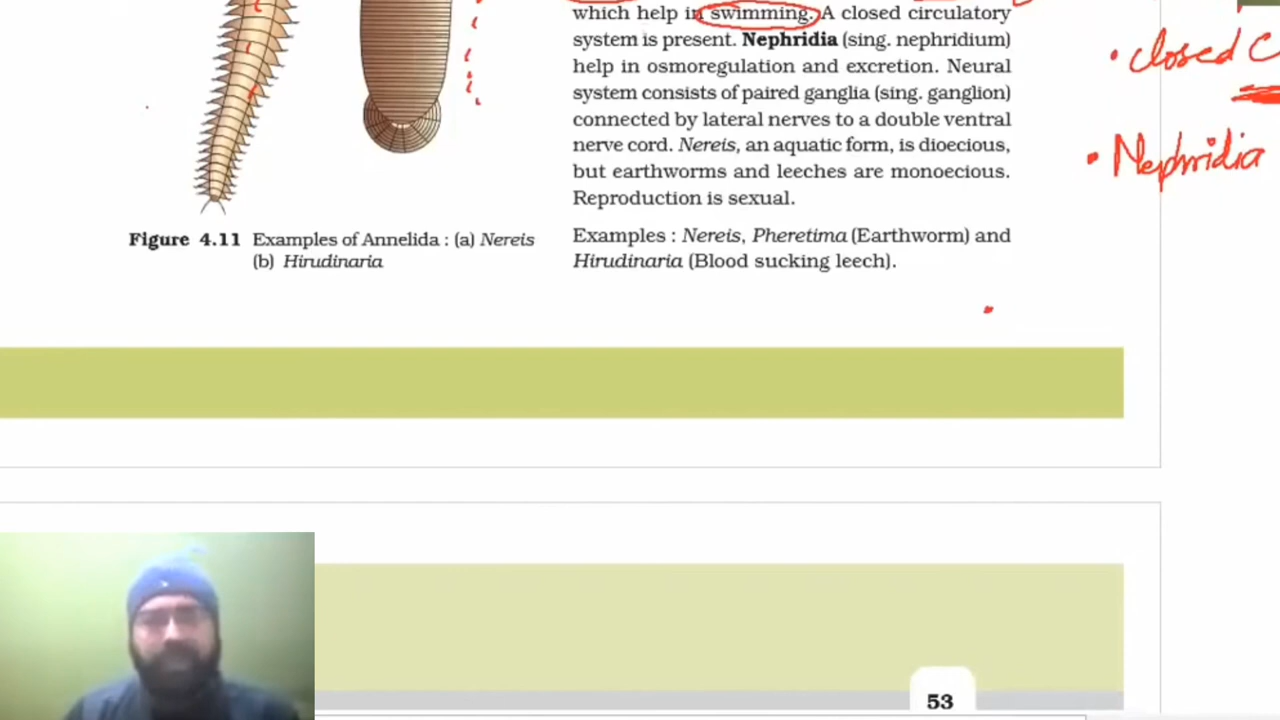 which help in swimming. A closed circulatory
system is present. Nephridia (sing. nephridium)
help in osmoregulation and excretion. Neural
system consists of paired ganglia (sing. ganglion)
connected by lateral nerves to a double ventral
nerve cord. Nereis, an aquatic form, is dioecious,
but earthworms and leeches are monoecious.
Reproduction is sexual.
Examples : Nereis, Pheretima (Earthworm) and
Hirudinaria (Blood sucking leech).
Figure 4.11 Examples of Annelida : (a) Nereis
(b) Hirudinaria
• closed C
• Nephridia
53